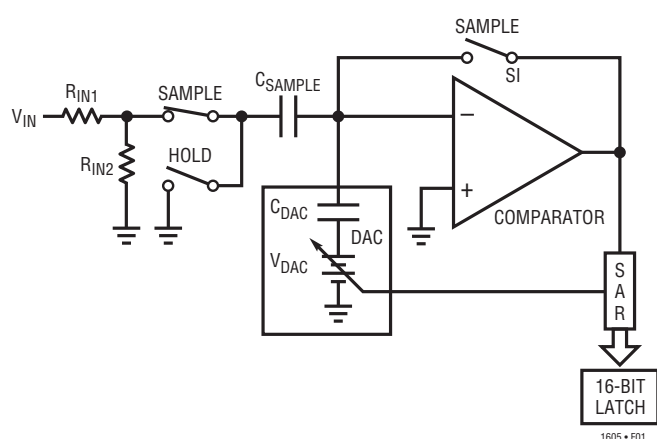 SAMPLE
SI
C_SAMPLE
R_IN1
SAMPLE
V_IN
R_IN2
HOLD
−
+
COMPARATOR
C_DAC
DAC
V_DAC
S
A
R
16-BIT
LATCH
1605 • F01